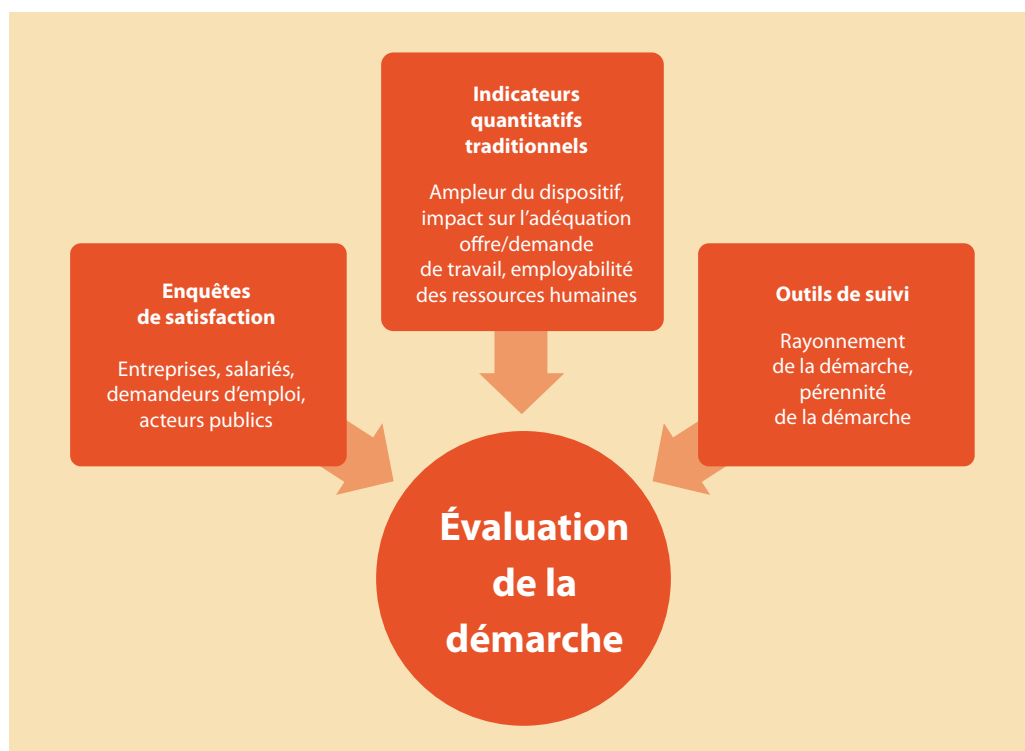 Indicateurs
quantitatifs
traditionnels
Ampleur du dispositif,
impact sur l’adéquation
offre/demande
de travail, employabilité
des ressources humaines
Enquêtes
de satisfaction
Entreprises, salariés,
demandeurs d’emploi,
acteurs publics
Outils de suivi
Rayonnement
de la démarche,
pérennité
de la démarche
Évaluation
de la
démarche